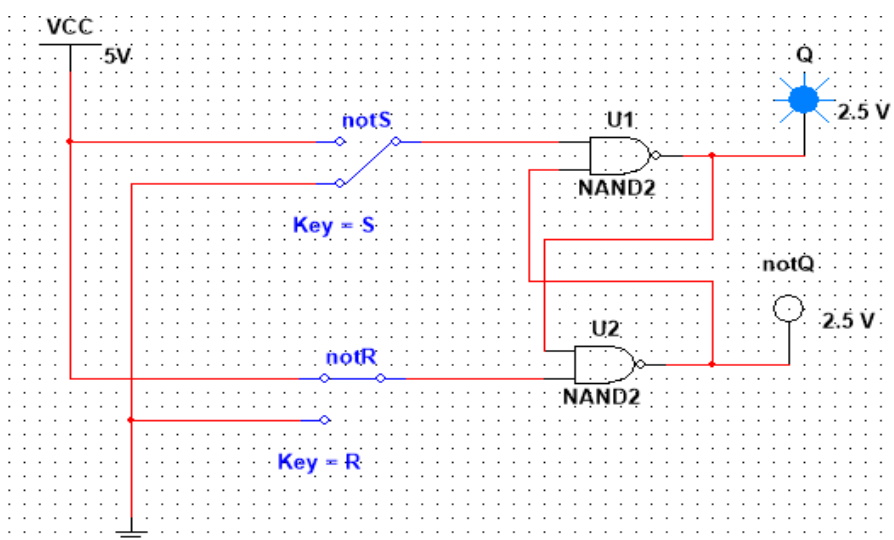 VCC
5V
Q
2.5 V
notS
U1
NAND2
Key = S
notQ
2.5 V
U2
notR
NAND2
Key = R